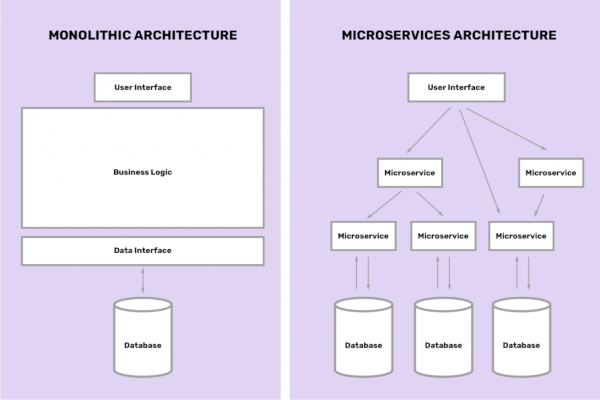 MONOLITHIC ARCHITECTURE
User Interface
Business Logic
Data Interface
Database
MICROSERVICES ARCHITECTURE
User Interface
Microservice
Microservice
Microservice
Microservice
Microservice
Database
Database
Database